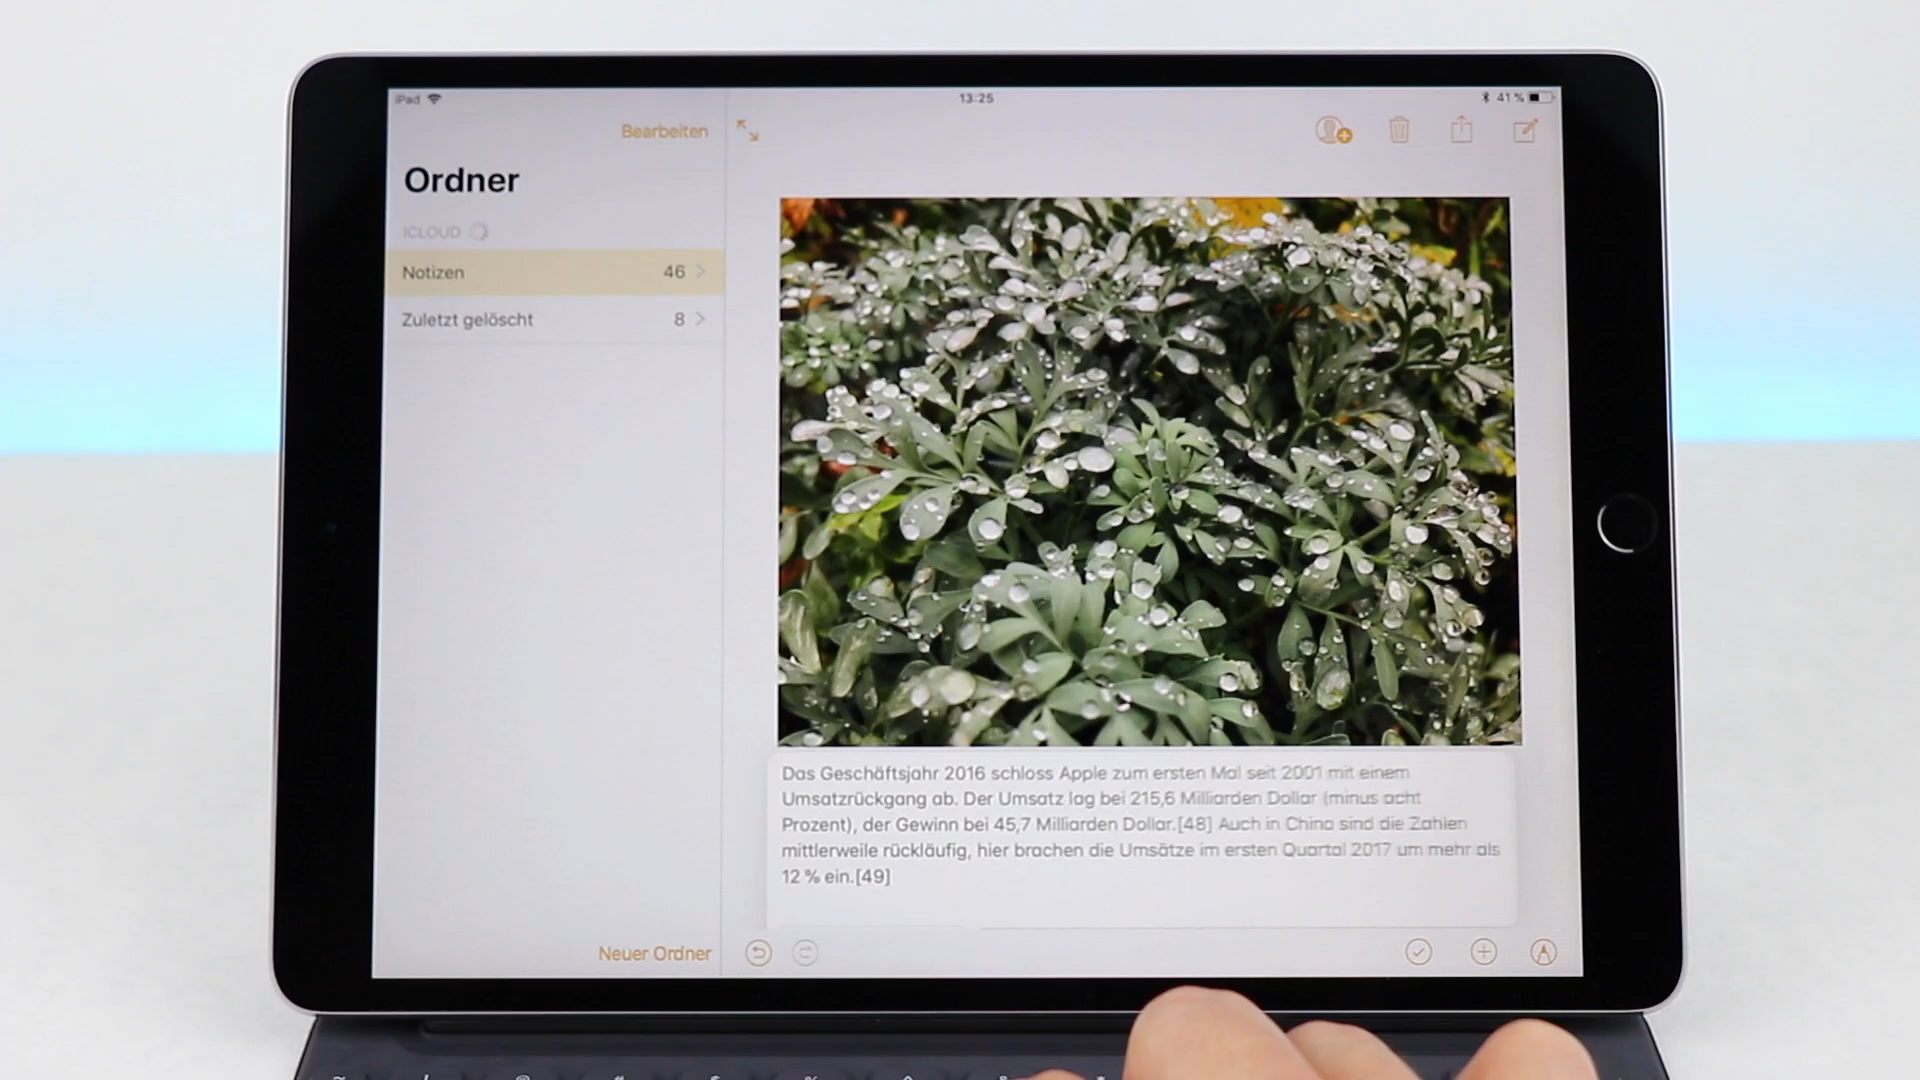 iPad
13:25
41 %
Bearbeiten
Ordner
ICLOUD
Notizen 46
Zuletzt gelöscht 8
Das Geschäftsjahr 2016 schloss Apple zum ersten Mal seit 2001 mit einem
Umsatzrückgang ab. Der Umsatz lag bei 215,6 Milliarden Dollar (minus acht
Prozent), der Gewinn bei 45,7 Milliarden Dollar.[48] Auch in China sind die Zahlen
mittlerweile rückläufig, hier brachen die Umsätze im ersten Quartal 2017 um mehr als
12 % ein.[49]
Neuer Ordner